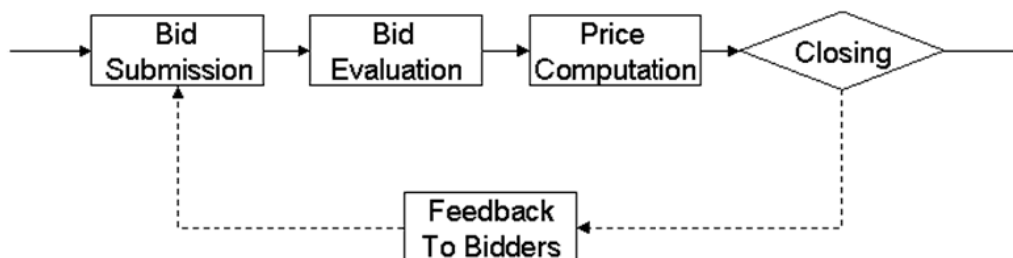 Bid
Submission
Bid
Evaluation
Price
Computation
Closing
Feedback
To Bidders